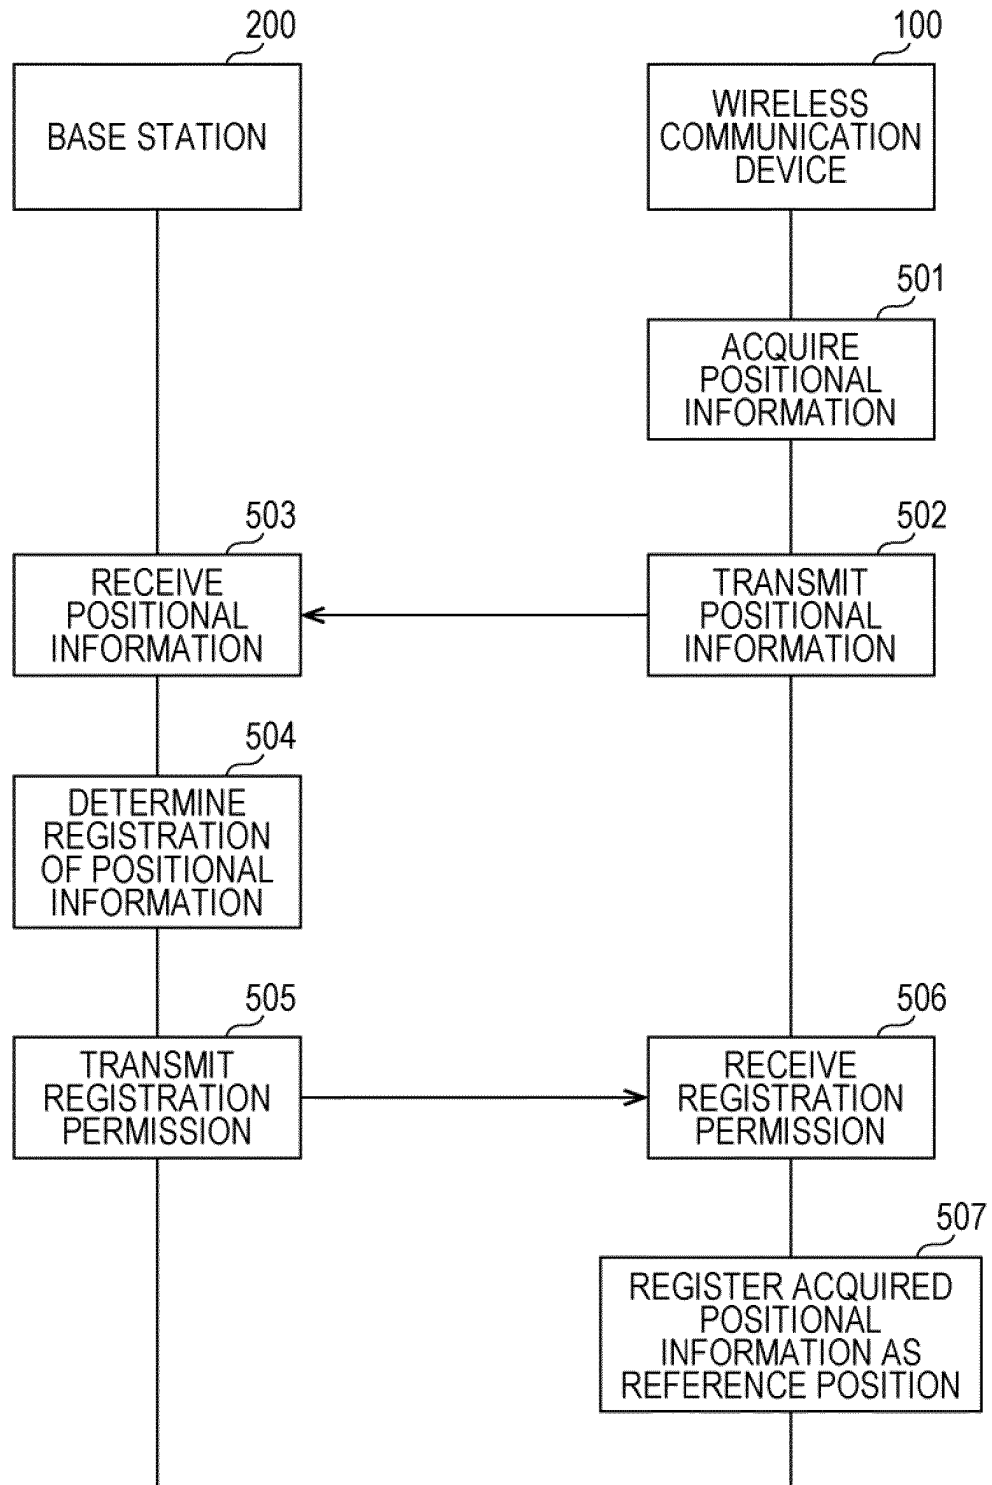 200
BASE STATION
100
WIRELESS
COMMUNICATION
DEVICE
501
ACQUIRE
POSITIONAL
INFORMATION
503
RECEIVE
POSITIONAL
INFORMATION
502
TRANSMIT
POSITIONAL
INFORMATION
504
DETERMINE
REGISTRATION
OF POSITIONAL
INFORMATION
505
TRANSMIT
REGISTRATION
PERMISSION
506
RECEIVE
REGISTRATION
PERMISSION
507
REGISTER ACQUIRED
POSITIONAL
INFORMATION AS
REFERENCE POSITION